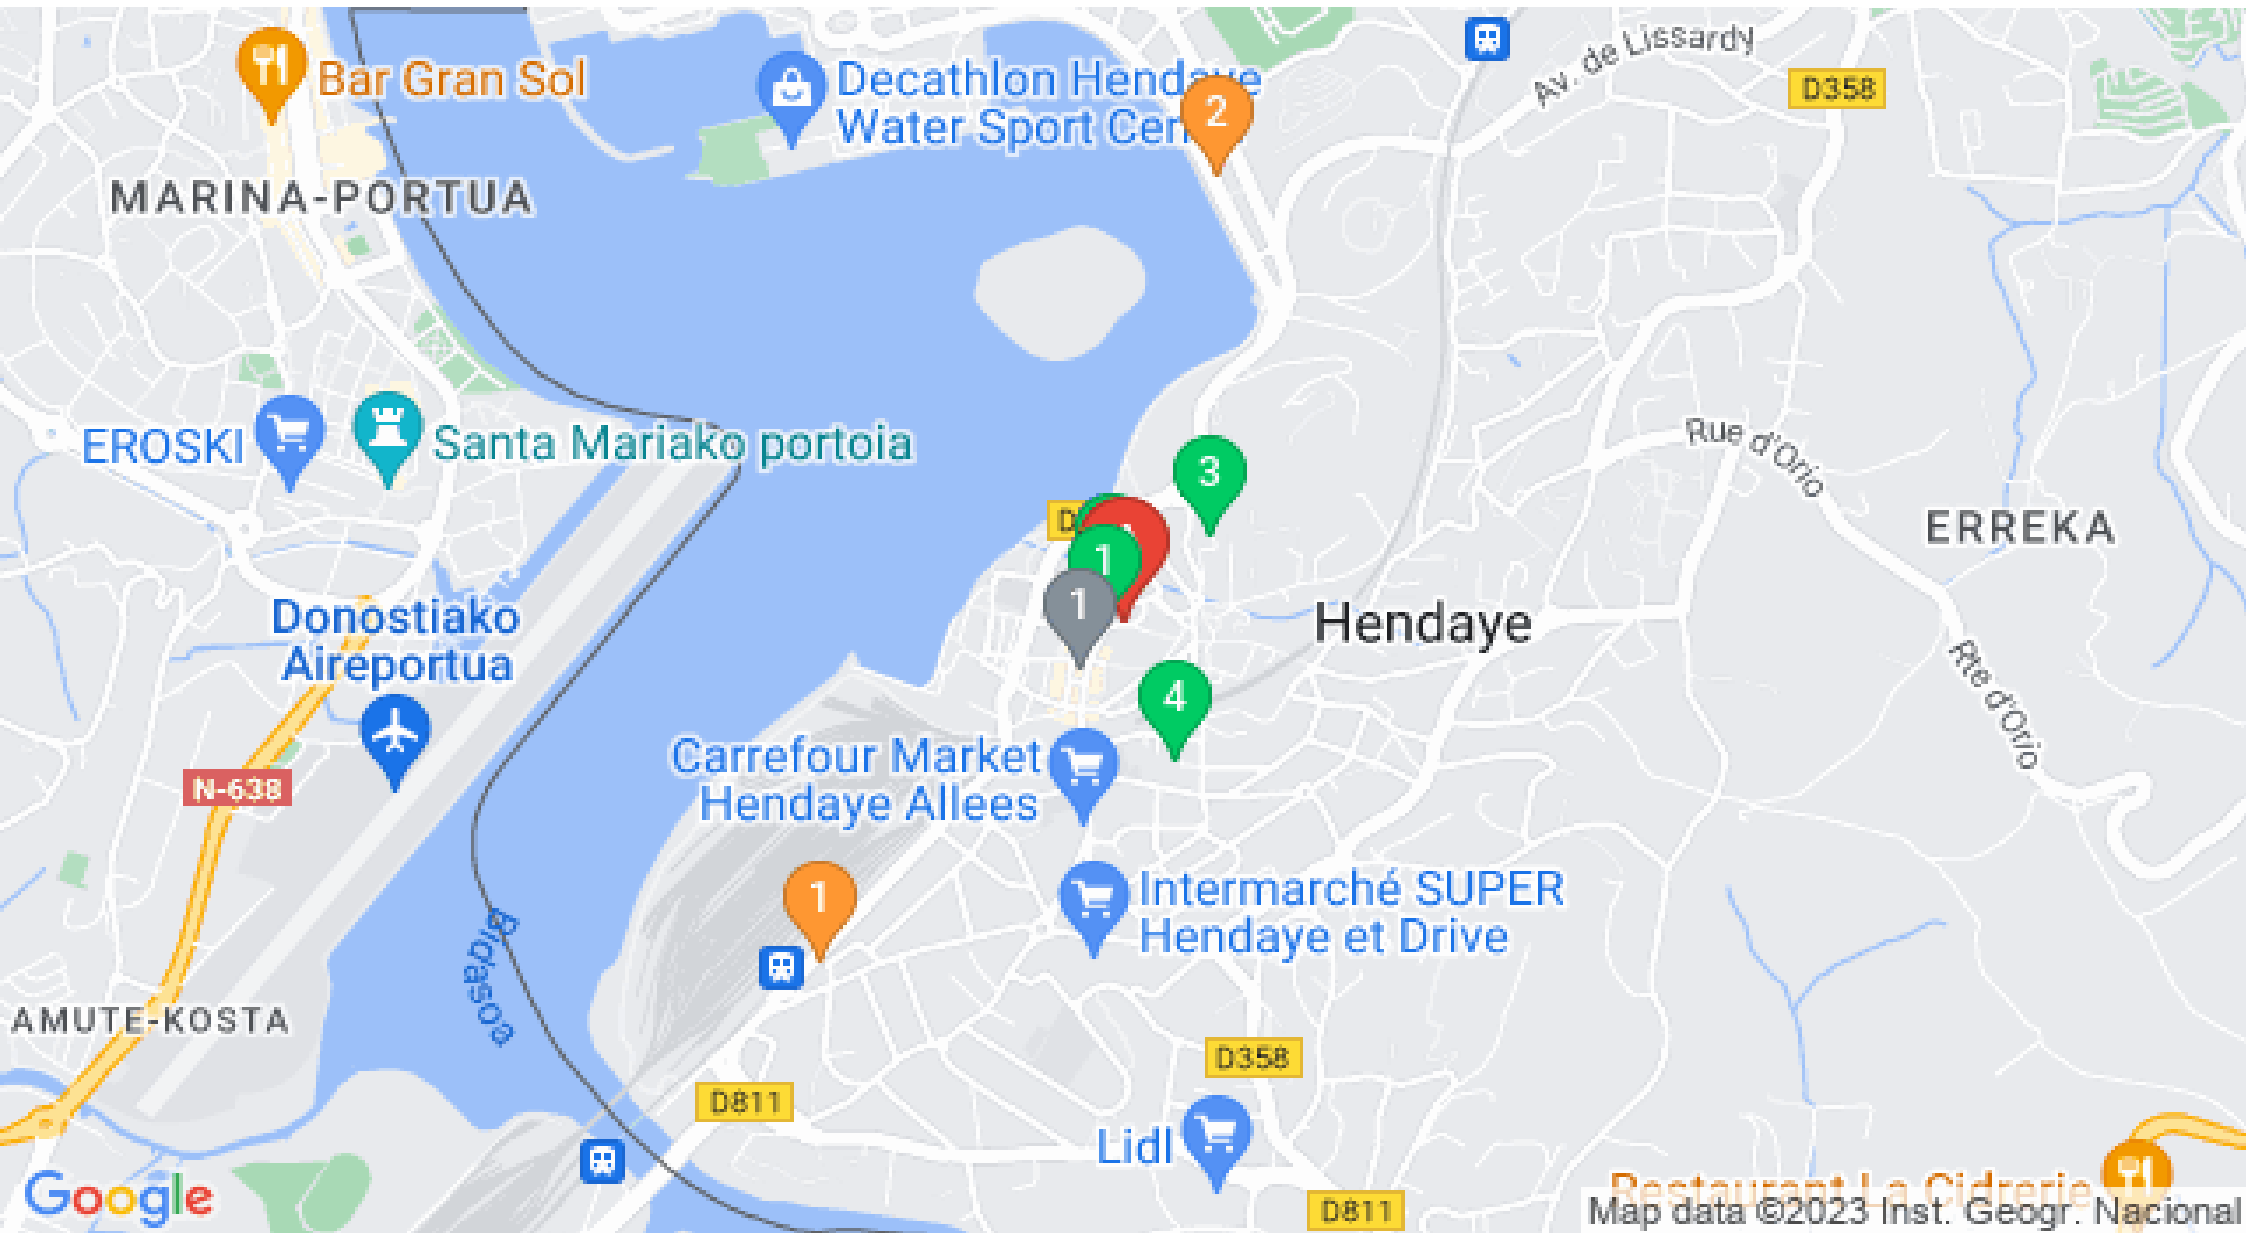 Av. de Lissardy
Bar Gran Sol
Decathlon Hendaye
Water Sport Cen
2
D358
MARINA-PORTUA
EROSKI
Santa Mariako portoia
Rue d'Orio
3
D
1
ERREKA
1
Hendaye
Donostiako
Aireportua
4
Rte d'Orio
Carrefour Market
Hendaye Allees
N-638
1
Intermarché SUPER
Hendaye et Drive
Bidasoa
AMUTE-KOSTA
D358
D811
Lidl
Restaurant La Cidrerie
Google
D811
Map data ©2023 Inst. Geogr. Nacional